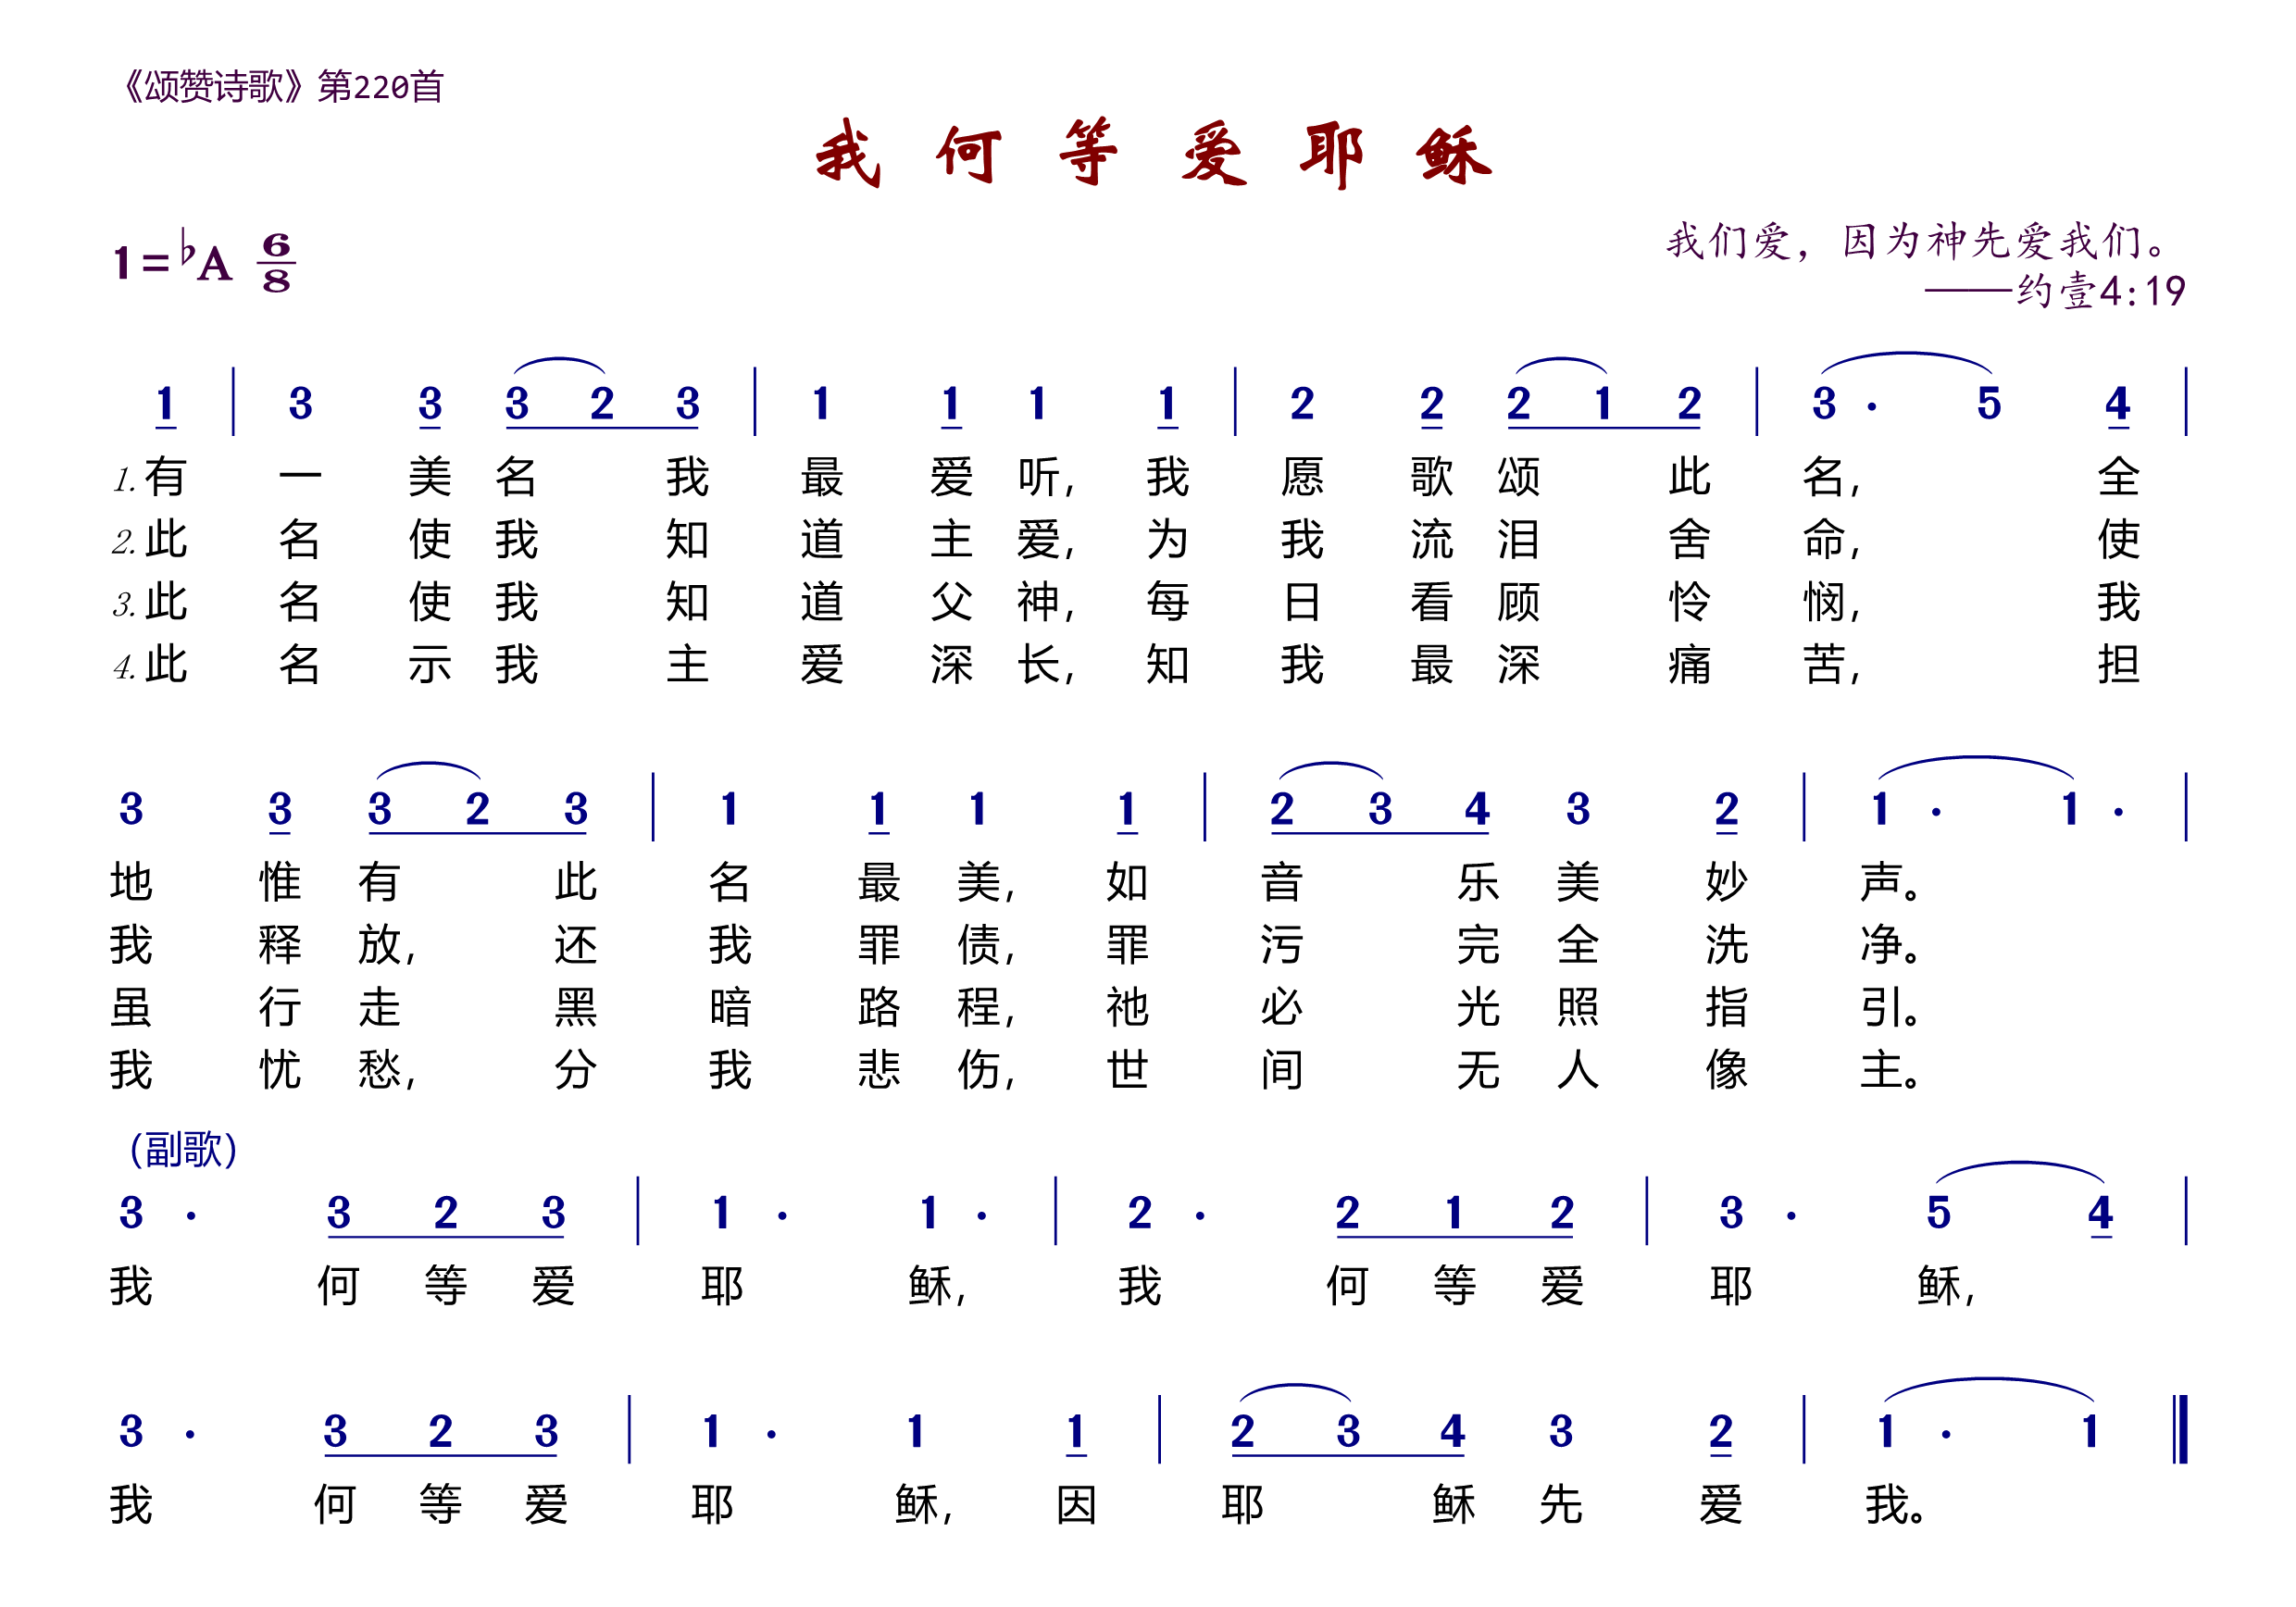 《颂赞诗歌》第220首
我何等爱耶稣
1=♭A 6/8
我们爱，因为神先爱我们。
——约壹4:19
1 | 3 3 3 2 3 | 1 1 1 1 | 2 2 2 1 2 | 3 · 5 4 |
1.有一美名我最爱听，我愿歌颂此名，全
2.此名使我知道主爱，为我流泪舍命，使
3.此名使我知道父神，每日看顾怜悯，我
4.此名示我主爱深长，知我最深痛苦，担
3 3 3 2 3 | 1 1 1 1 | 2 3 4 3 2 | 1 · 1 · |
地惟有此名最美，如音乐美妙声。
我释放，还我罪债，罪污完全洗净。
虽行走黑暗路程，祂必光照指引。
我忧愁，分我悲伤，世间无人像主。
（副歌）
3 · 3 2 3 | 1 · 1 · | 2 · 2 1 2 | 3 · 5 4 |
我何等爱耶稣，我何等爱耶稣，
3 · 3 2 3 | 1 · 1 1 | 2 3 4 3 2 | 1 · 1 ‖
我何等爱耶稣，因耶稣先爱我。